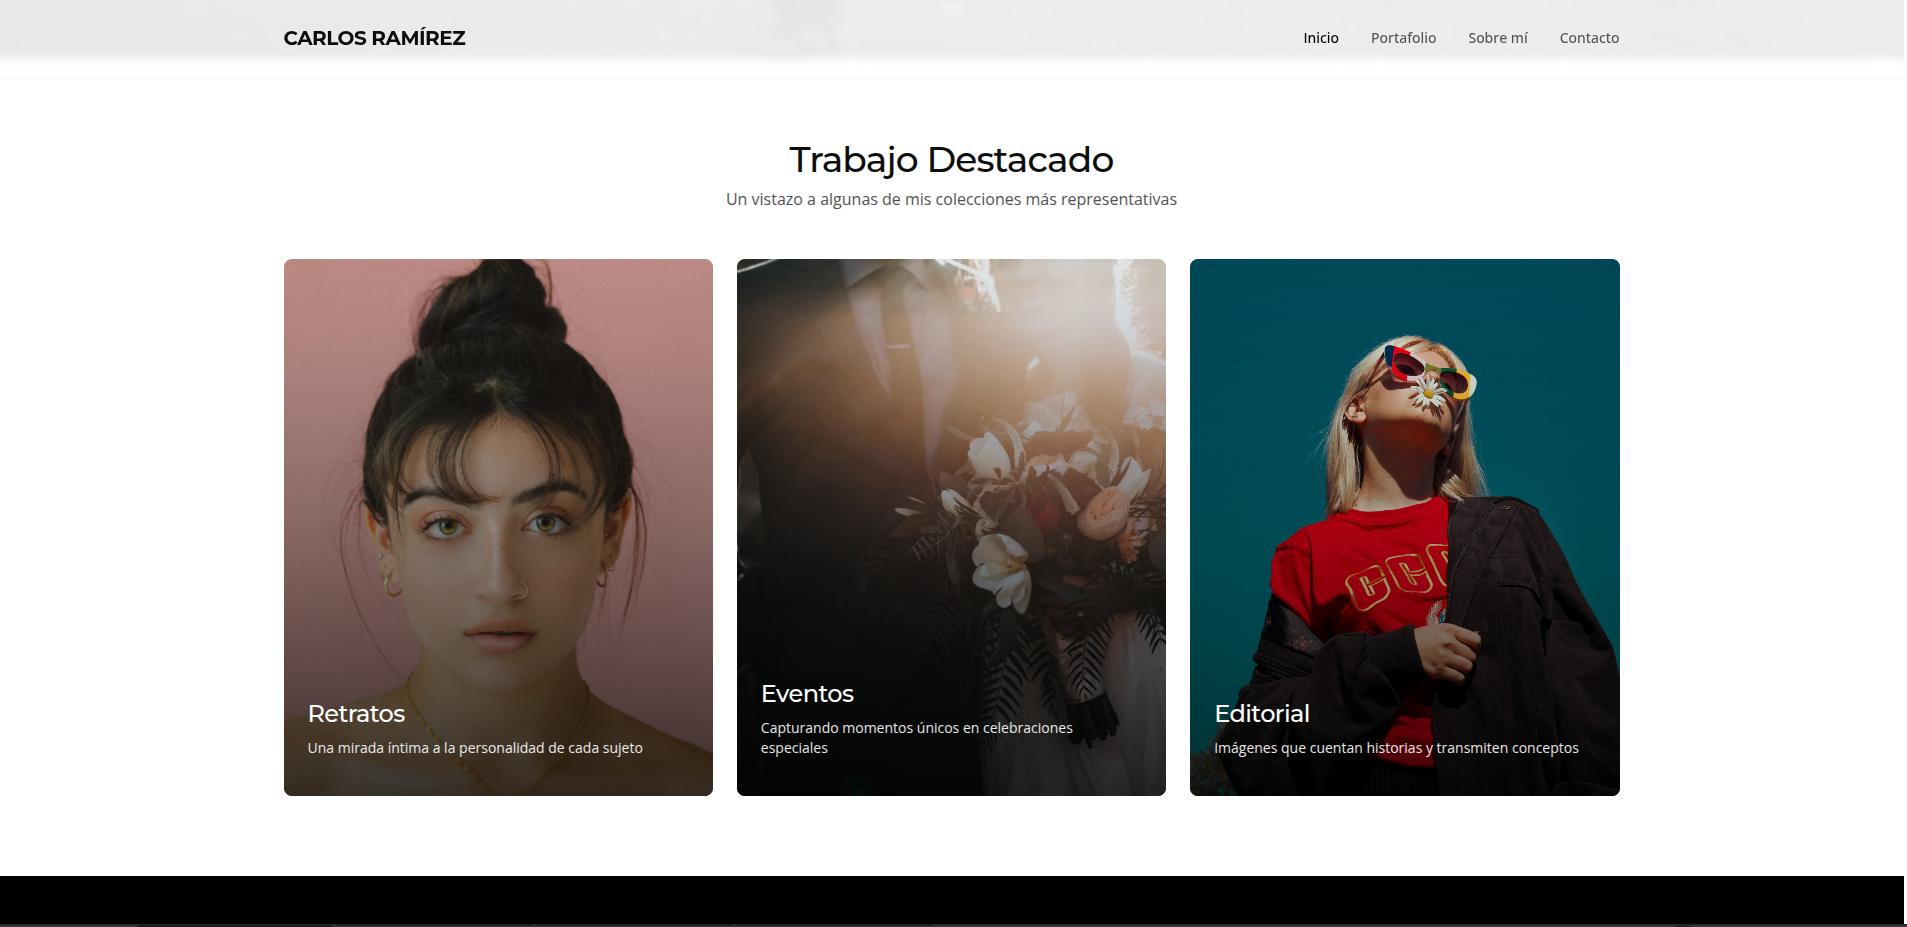 CARLOS RAMÍREZ
Inicio Portafolio Sobre mí Contacto
Trabajo Destacado
Un vistazo a algunas de mis colecciones más representativas
Retratos
Una mirada íntima a la personalidad de cada sujeto
Eventos
Capturando momentos únicos en celebraciones
especiales
Editorial
Imágenes que cuentan historias y transmiten conceptos